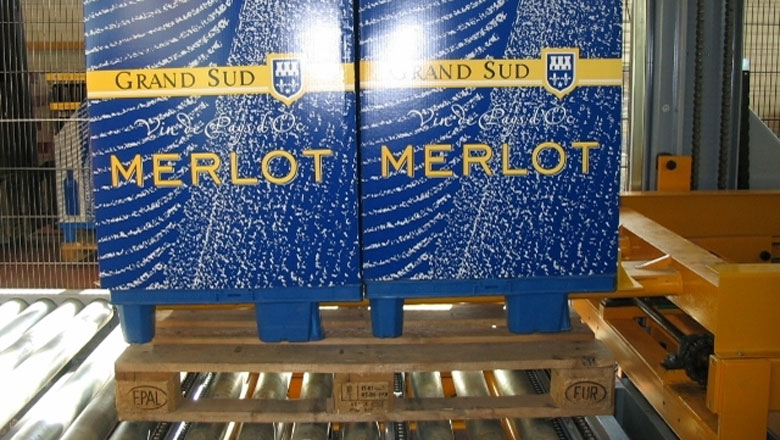 GRAND SUD
Vin de Pays d'Oc
MERLOT
GRAND SUD
Vin de Pays d'Oc
MERLOT
EPAL
EUR